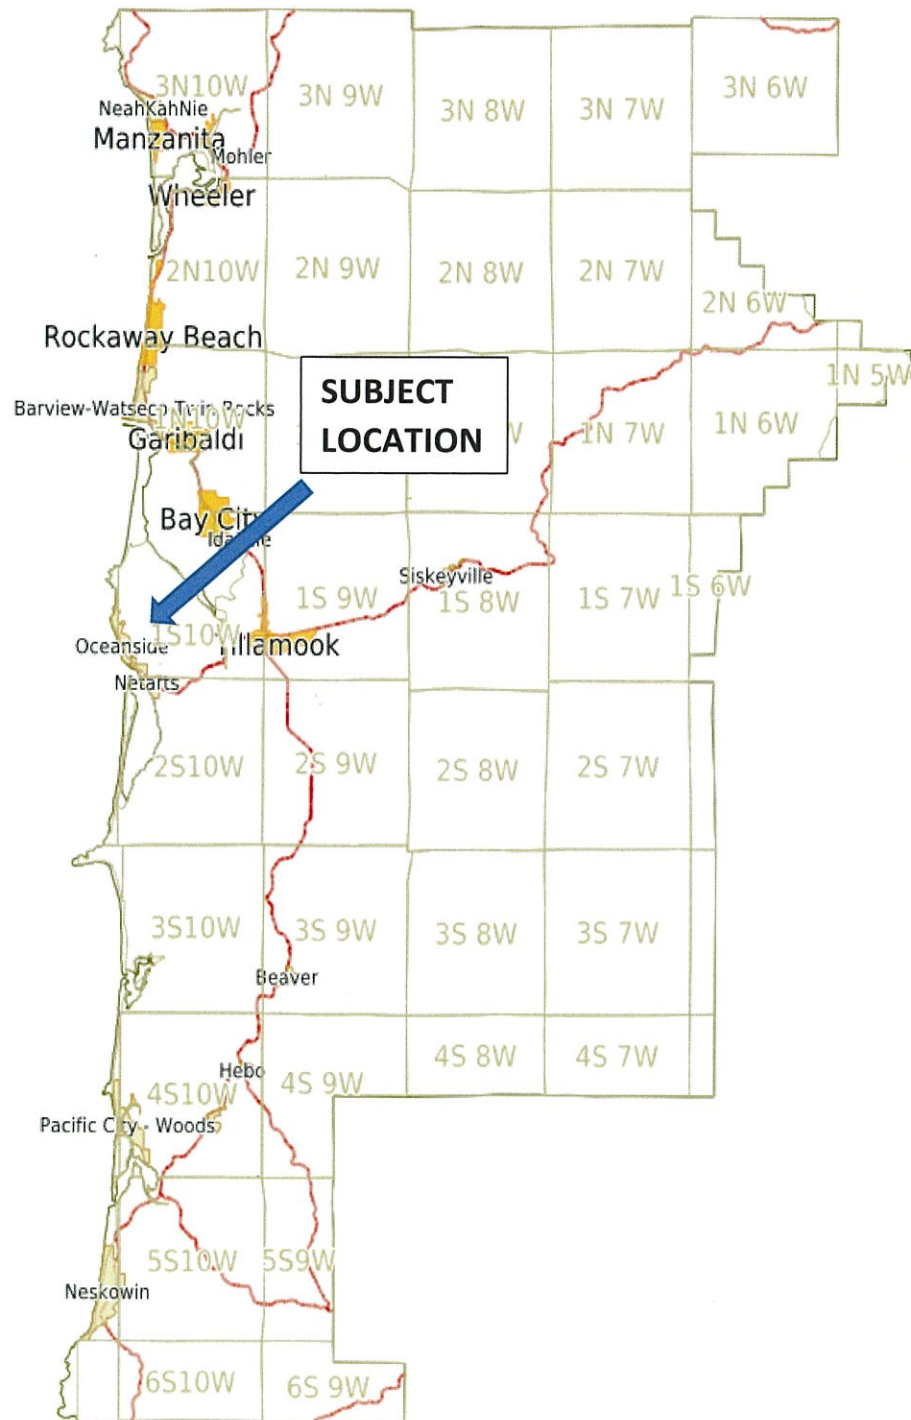 3N10W
3N 9W
3N 8W
3N 7W
3N 6W
NeahKahNie
Manzanita
Mohler
Wheeler
2N10W
2N 9W
2N 8W
2N 7W
2N 6W
Rockaway Beach
SUBJECT
LOCATION
1N 5W
Barview-Watseco Twin Rocks
1N10W
W
1N 7W
1N 6W
Garibaldi
Bay City
Siskeyville
1S 9W
1S 8W
1S 7W
1S 6W
1S10W
Oceanside
Tillamook
Netarts
2S10W
2S 9W
2S 8W
2S 7W
3S10W
3S 9W
3S 8W
3S 7W
Beaver
4S 8W
4S 7W
Hebo
4S10W
4S 9W
Pacific City - Woods
5S10W
5S9W
Neskowin
6S10W
6S 9W